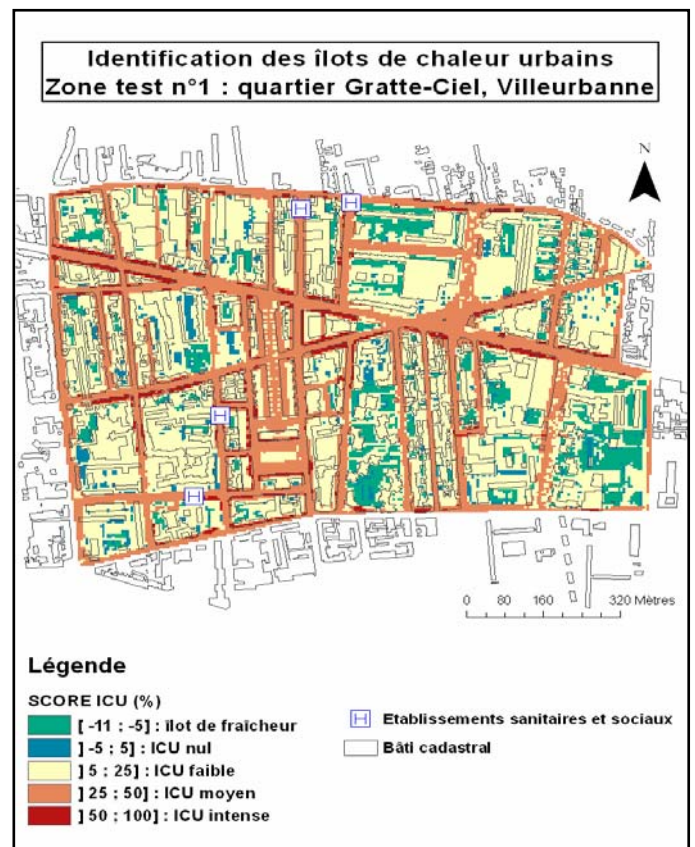 Identification des îlots de chaleur urbains
Zone test n°1 : quartier Gratte-Ciel, Villeurbanne
N
H
H
H
H
0 80 160 320 Mètres
Légende
SCORE ICU (%)
[ -11 ; -5] : îlot de fraîcheur
] -5 ; 5] : ICU nul
] 5 ; 25] : ICU faible
] 25 ; 50] : ICU moyen
] 50 ; 100] : ICU intense
H Etablissements sanitaires et sociaux
Bâti cadastral